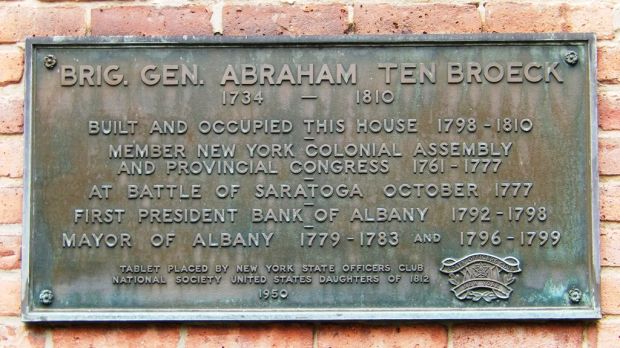 BRIG. GEN. ABRAHAM TEN BROECK
1734 — 1810
BUILT AND OCCUPIED THIS HOUSE 1798 - 1810
MEMBER NEW YORK COLONIAL ASSEMBLY
AND PROVINCIAL CONGRESS 1761 - 1777
AT BATTLE OF SARATOGA OCTOBER 1777
FIRST PRESIDENT BANK OF ALBANY 1792 - 1798
MAYOR OF ALBANY 1779 - 1783 AND 1796 - 1799
TABLET PLACED BY NEW YORK STATE OFFICERS CLUB
NATIONAL SOCIETY UNITED STATES DAUGHTERS OF 1812
1950